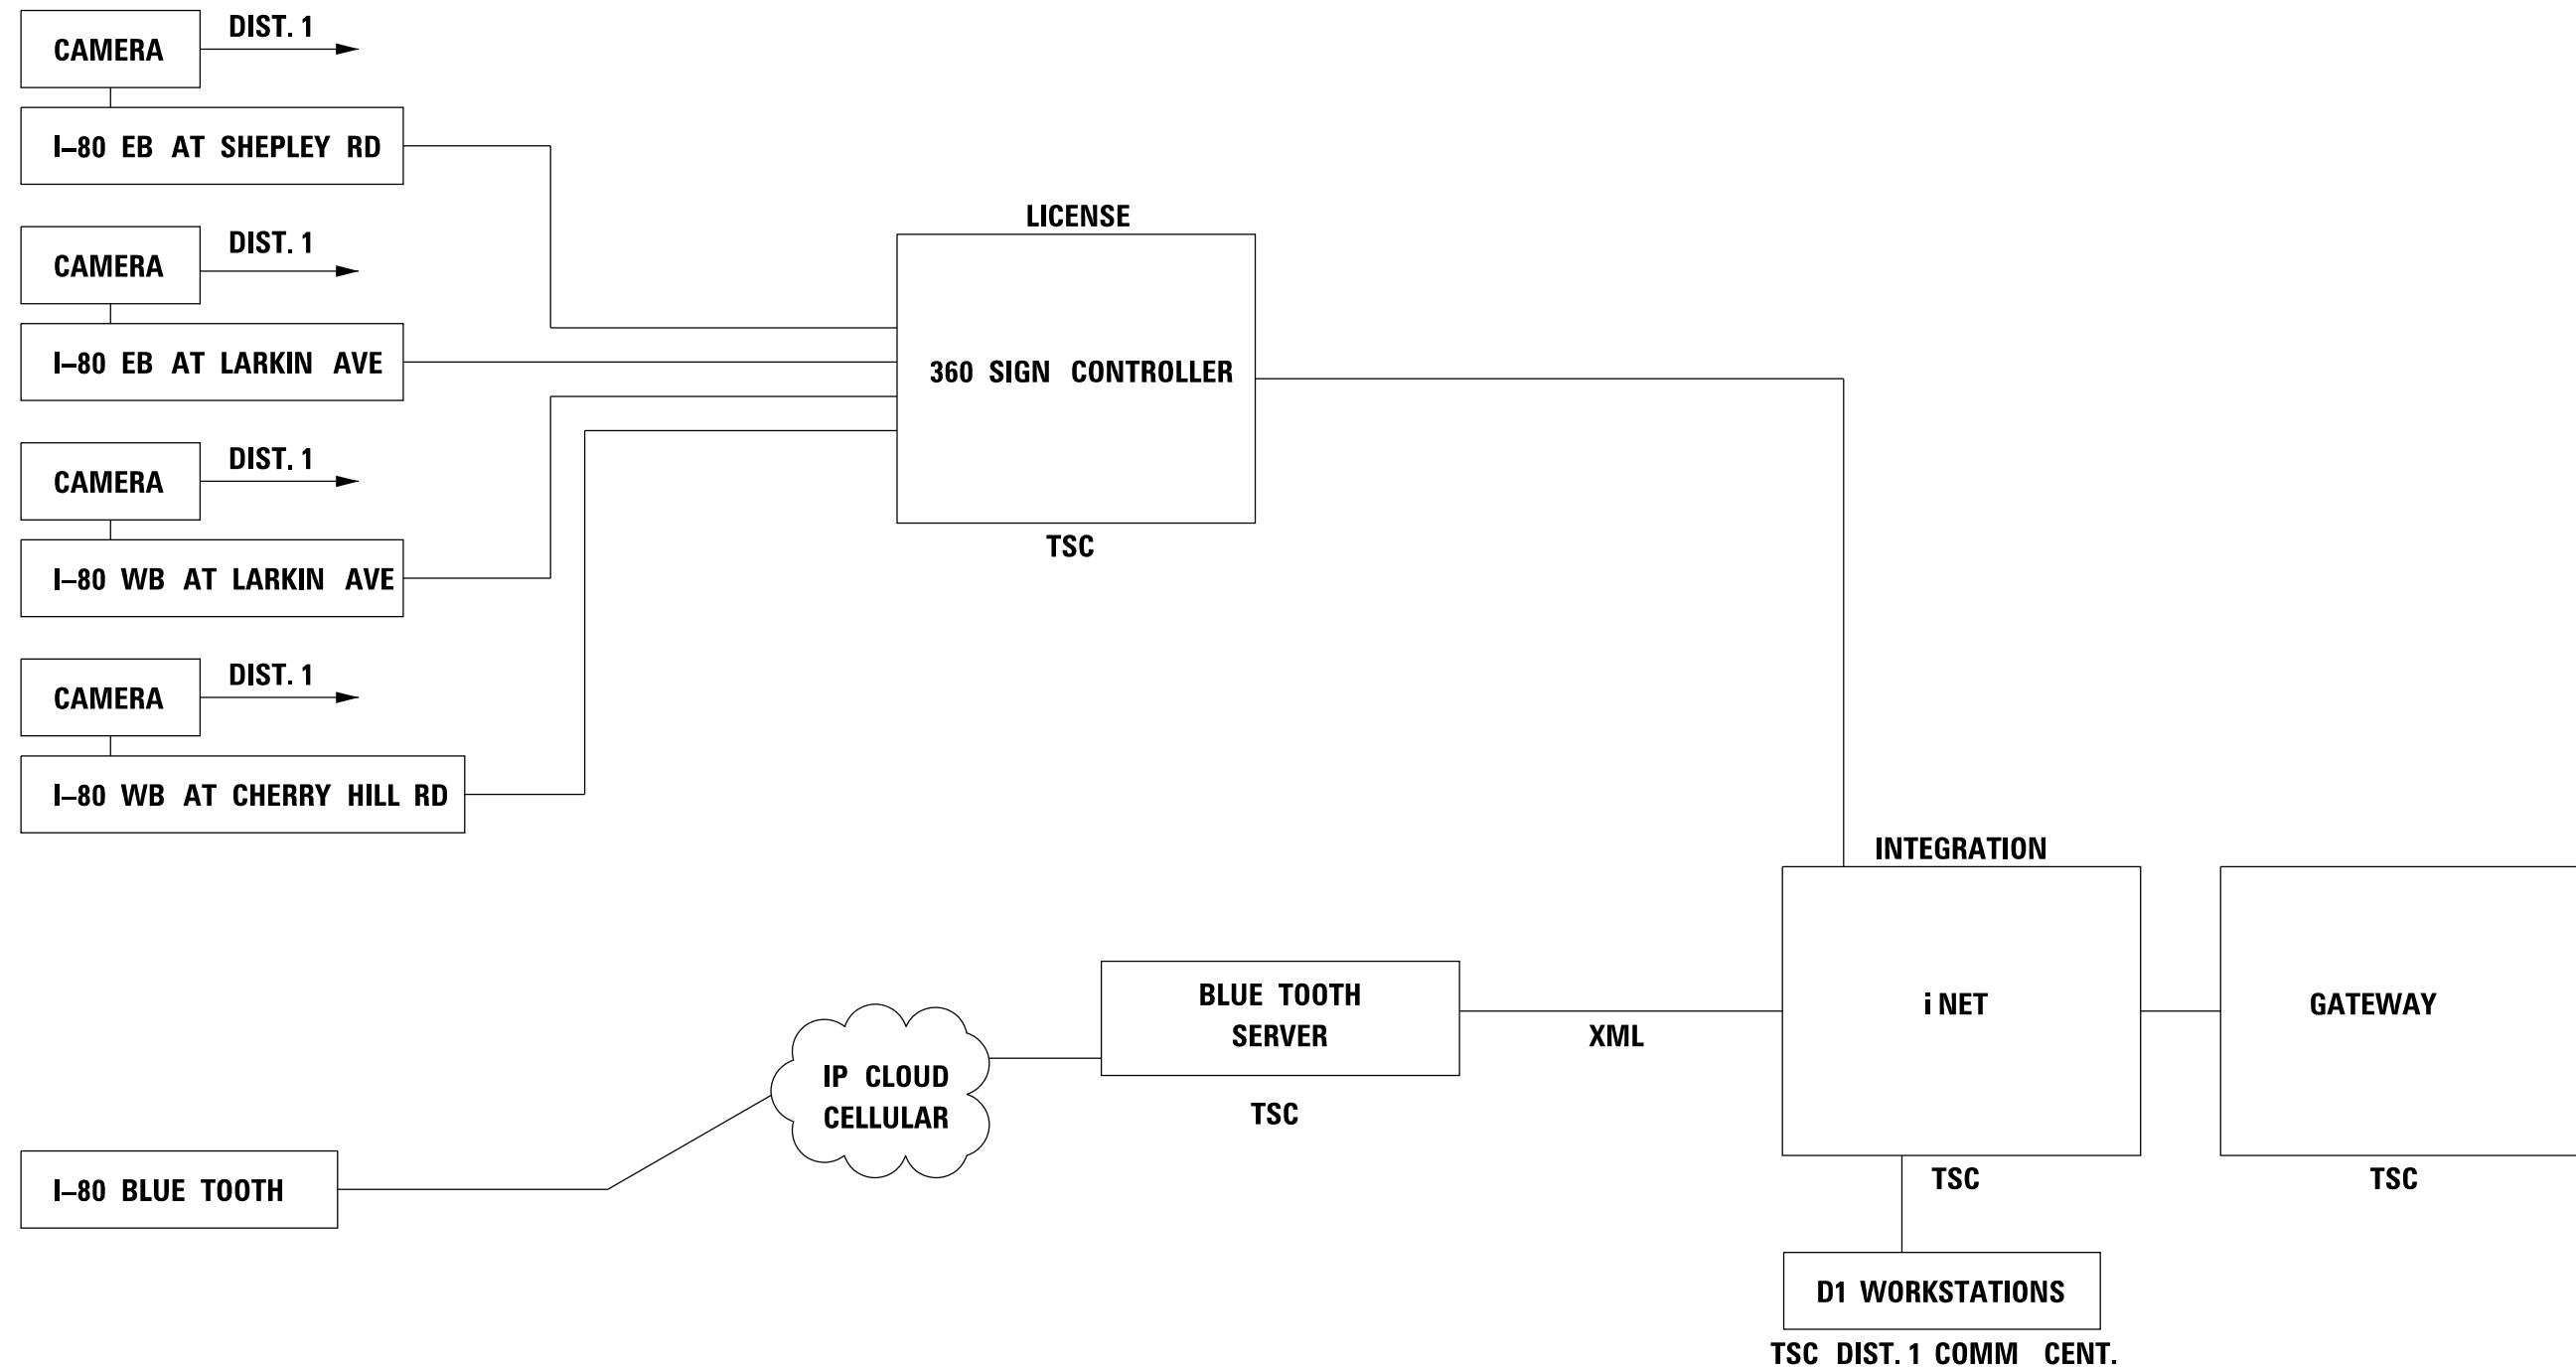 DIST. 1
CAMERA
I-80 EB AT SHEPLEY RD
DIST. 1
CAMERA
I-80 EB AT LARKIN AVE
DIST. 1
CAMERA
I-80 WB AT LARKIN AVE
DIST. 1
CAMERA
I-80 WB AT CHERRY HILL RD
LICENSE
360 SIGN CONTROLLER
TSC
I-80 BLUE TOOTH
IP CLOUD
CELLULAR
BLUE TOOTH
SERVER
TSC
XML
INTEGRATION
i NET
TSC
GATEWAY
TSC
D1 WORKSTATIONS
TSC DIST. 1 COMM CENT.